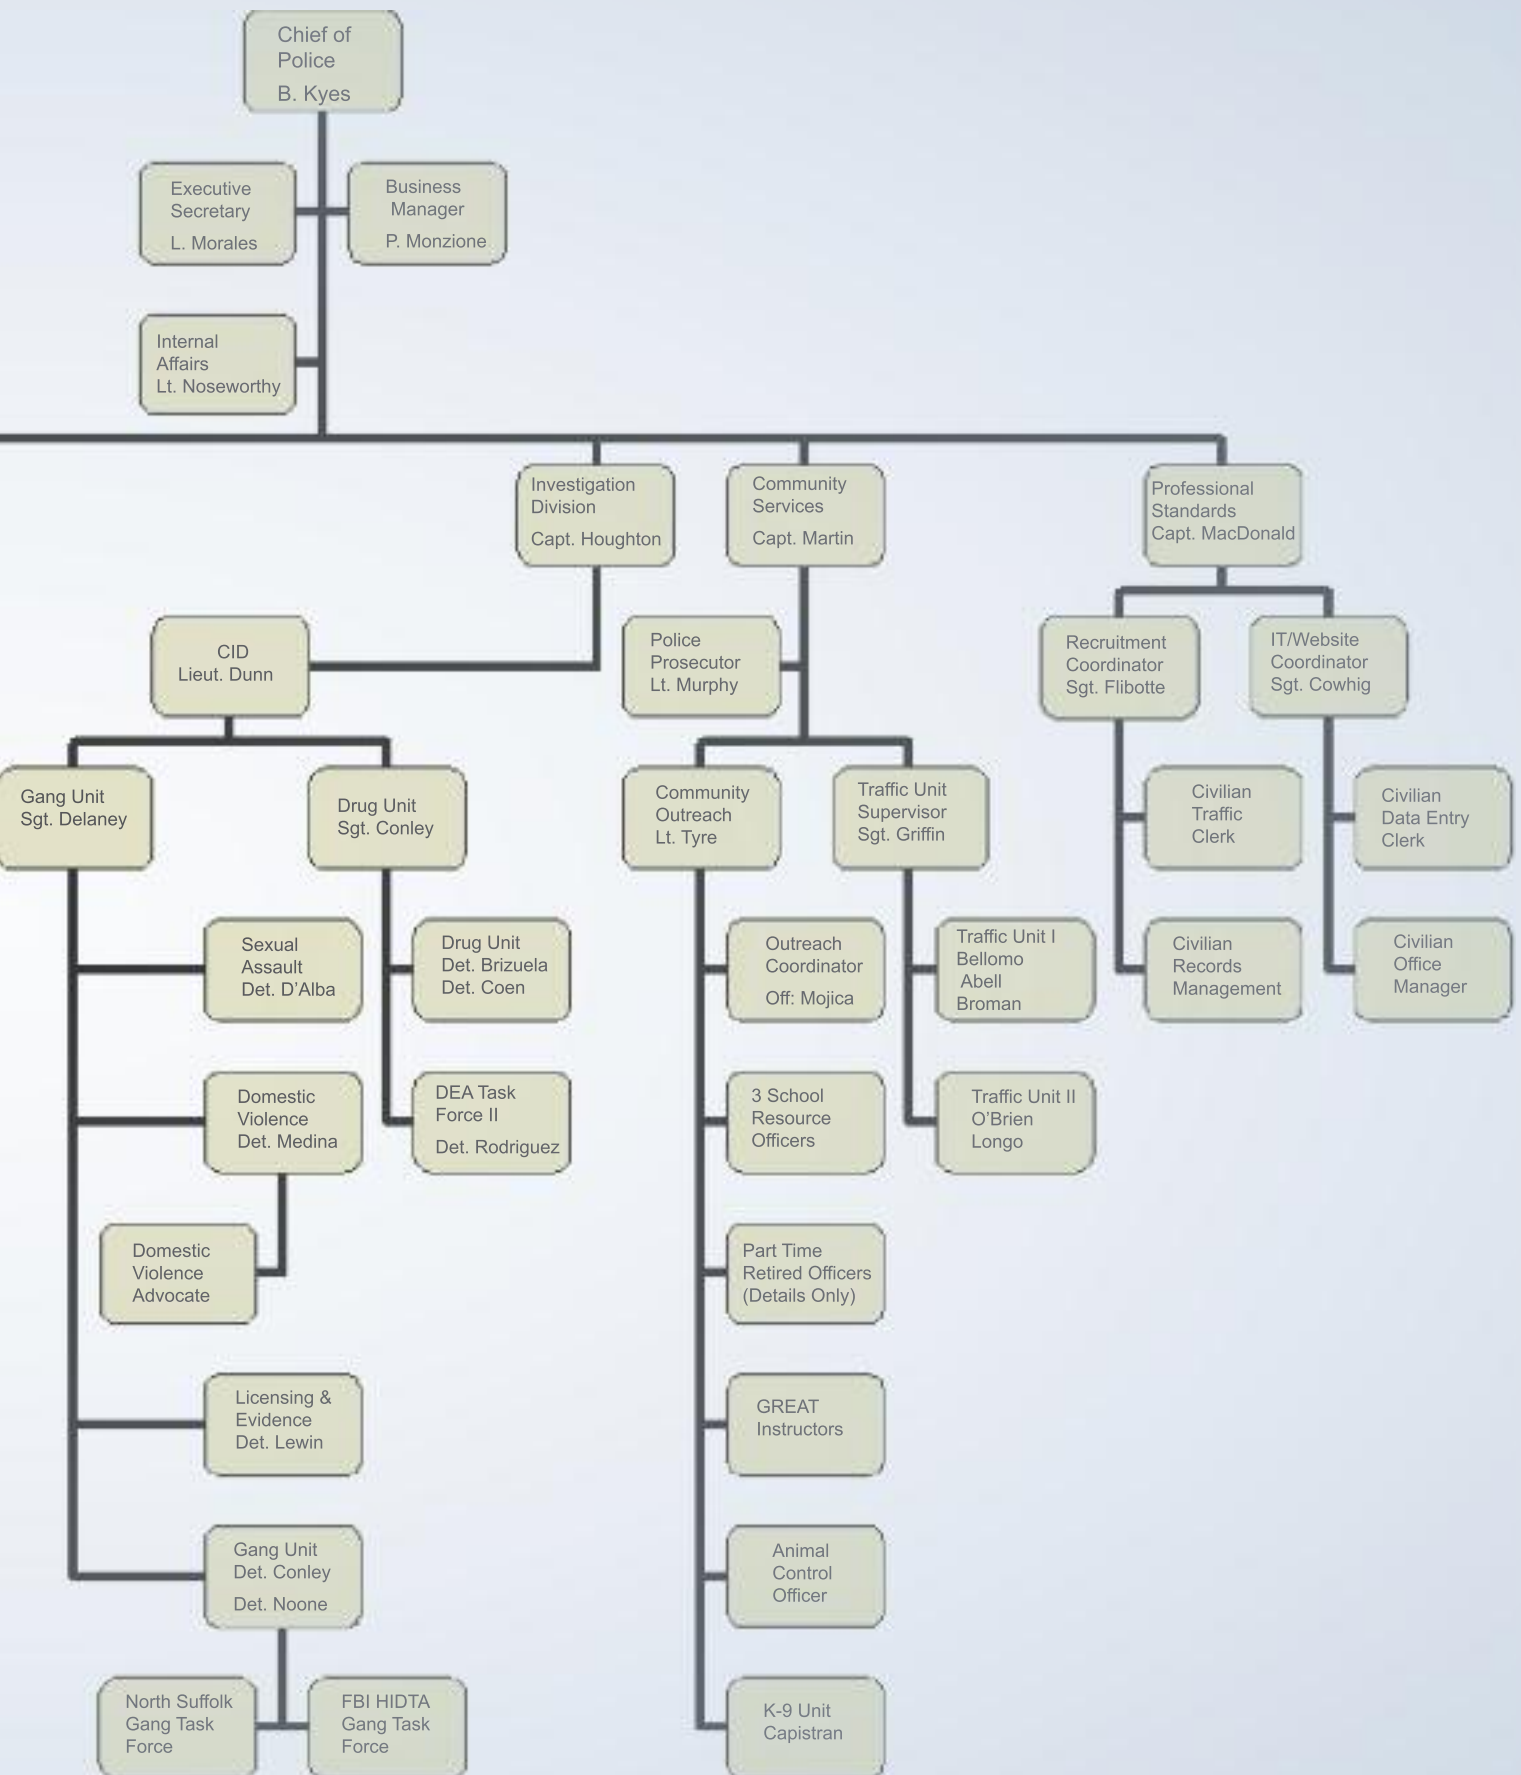 Chief of
Police
B. Kyes
Executive
Secretary
L. Morales
Business
Manager
P. Monzione
Internal
Affairs
Lt. Noseworthy
Investigation
Division
Capt. Houghton
Community
Services
Capt. Martin
Professional
Standards
Capt. MacDonald
CID
Lieut. Dunn
Police
Prosecutor
Lt. Murphy
Recruitment
Coordinator
Sgt. Flibotte
IT/Website
Coordinator
Sgt. Cowhig
Gang Unit
Sgt. Delaney
Drug Unit
Sgt. Conley
Community
Outreach
Lt. Tyre
Traffic Unit
Supervisor
Sgt. Griffin
Civilian
Traffic
Clerk
Civilian
Data Entry
Clerk
Sexual
Assault
Det. D'Alba
Drug Unit
Det. Brizuela
Det. Coen
Outreach
Coordinator
Off: Mojica
Traffic Unit I
Bellomo
Abell
Broman
Civilian
Records
Management
Civilian
Office
Manager
Domestic
Violence
Det. Medina
DEA Task
Force II
Det. Rodriguez
3 School
Resource
Officers
Traffic Unit II
O'Brien
Longo
Domestic
Violence
Advocate
Part Time
Retired Officers
(Details Only)
Licensing &
Evidence
Det. Lewin
GREAT
Instructors
Gang Unit
Det. Conley
Det. Noone
Animal
Control
Officer
North Suffolk
Gang Task
Force
FBI HIDTA
Gang Task
Force
K-9 Unit
Capistran